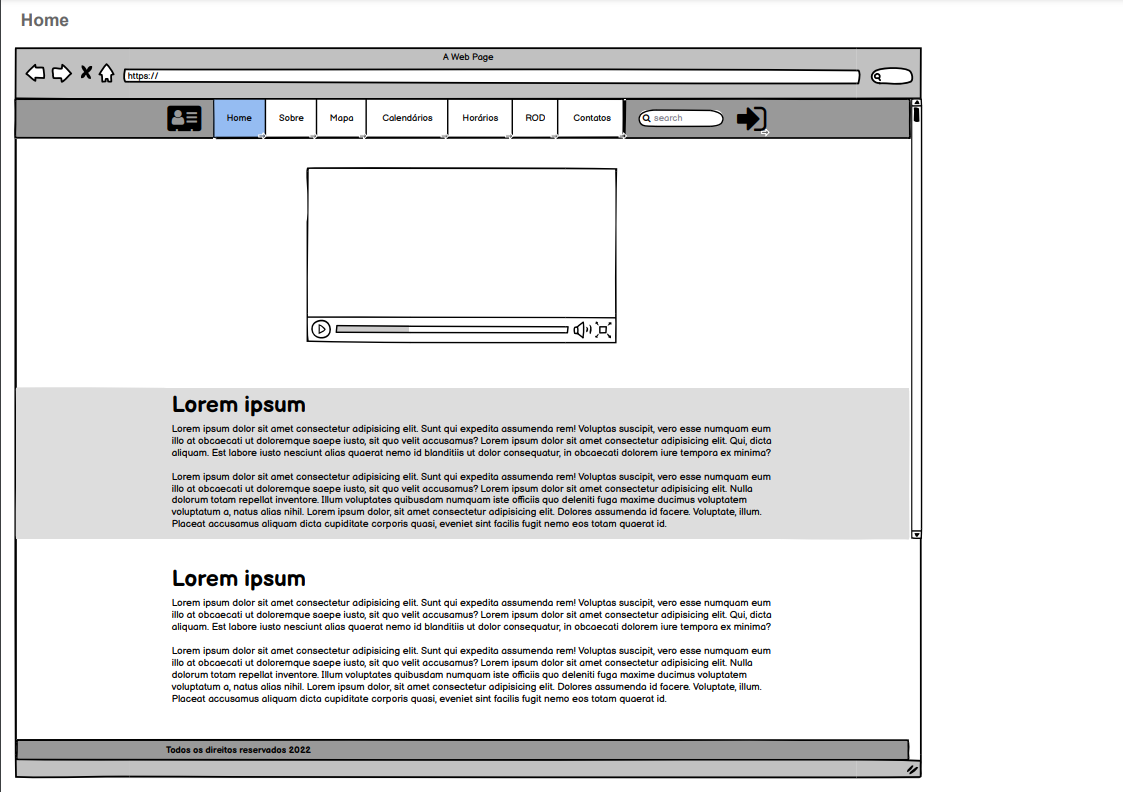 Home
A Web Page
https://
Home Sobre Mapa Calendários Horários ROD Contatos search
Lorem ipsum
Lorem ipsum dolor sit amet consectetur adipisicing elit. Sunt qui expedita assumenda rem! Voluptas suscipit, vero esse numquam eum
illo at obcaecati ut doloremque saepe iusto, sit quo velit accusamus? Lorem ipsum dolor sit amet consectetur adipisicing elit. Qui, dicta
aliquam. Est labore iusto nesciunt alias quaerat nemo id blanditiis ut dolor consequatur, in obcaecati dolorem iure tempora ex minima?
Lorem ipsum dolor sit amet consectetur adipisicing elit. Sunt qui expedita assumenda rem! Voluptas suscipit, vero esse numquam eum
illo at obcaecati ut doloremque saepe iusto, sit quo velit accusamus? Lorem ipsum dolor sit amet consectetur adipisicing elit. Nulla
dolorum totam repellat inventore. Illum voluptates quibusdam numquam iste officiis quo deleniti fuga maxime ducimus voluptatem
voluptatum a, natus alias nihil. Lorem ipsum dolor, sit amet consectetur adipisicing elit. Dolores assumenda id facere. Voluptate, illum.
Placeat accusamus aliquam dicta cupiditate corporis quasi, eveniet sint facilis fugit nemo eos totam quaerat id.
Lorem ipsum
Lorem ipsum dolor sit amet consectetur adipisicing elit. Sunt qui expedita assumenda rem! Voluptas suscipit, vero esse numquam eum
illo at obcaecati ut doloremque saepe iusto, sit quo velit accusamus? Lorem ipsum dolor sit amet consectetur adipisicing elit. Qui, dicta
aliquam. Est labore iusto nesciunt alias quaerat nemo id blanditiis ut dolor consequatur, in obcaecati dolorem iure tempora ex minima?
Lorem ipsum dolor sit amet consectetur adipisicing elit. Sunt qui expedita assumenda rem! Voluptas suscipit, vero esse numquam eum
illo at obcaecati ut doloremque saepe iusto, sit quo velit accusamus? Lorem ipsum dolor sit amet consectetur adipisicing elit. Nulla
dolorum totam repellat inventore. Illum voluptates quibusdam numquam iste officiis quo deleniti fuga maxime ducimus voluptatem
voluptatum a, natus alias nihil. Lorem ipsum dolor, sit amet consectetur adipisicing elit. Dolores assumenda id facere. Voluptate, illum.
Placeat accusamus aliquam dicta cupiditate corporis quasi, eveniet sint facilis fugit nemo eos totam quaerat id.
Todos os direitos reservados 2022